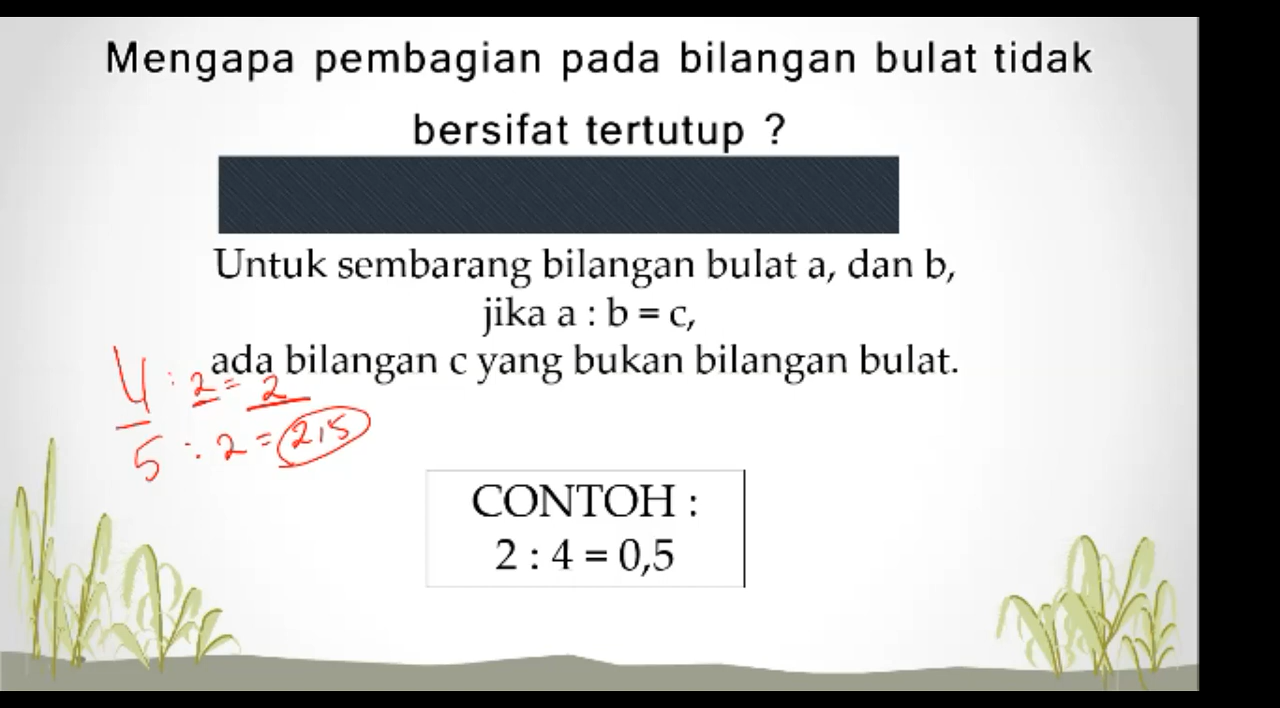 Mengapa pembagian pada bilangan bulat tidak
bersifat tertutup ?
Untuk sembarang bilangan bulat a, dan b,
jika a : b = c,
ada bilangan c yang bukan bilangan bulat.
4 : 2 = 2
5 : 2 = 2,5
CONTOH :
2 : 4 = 0,5